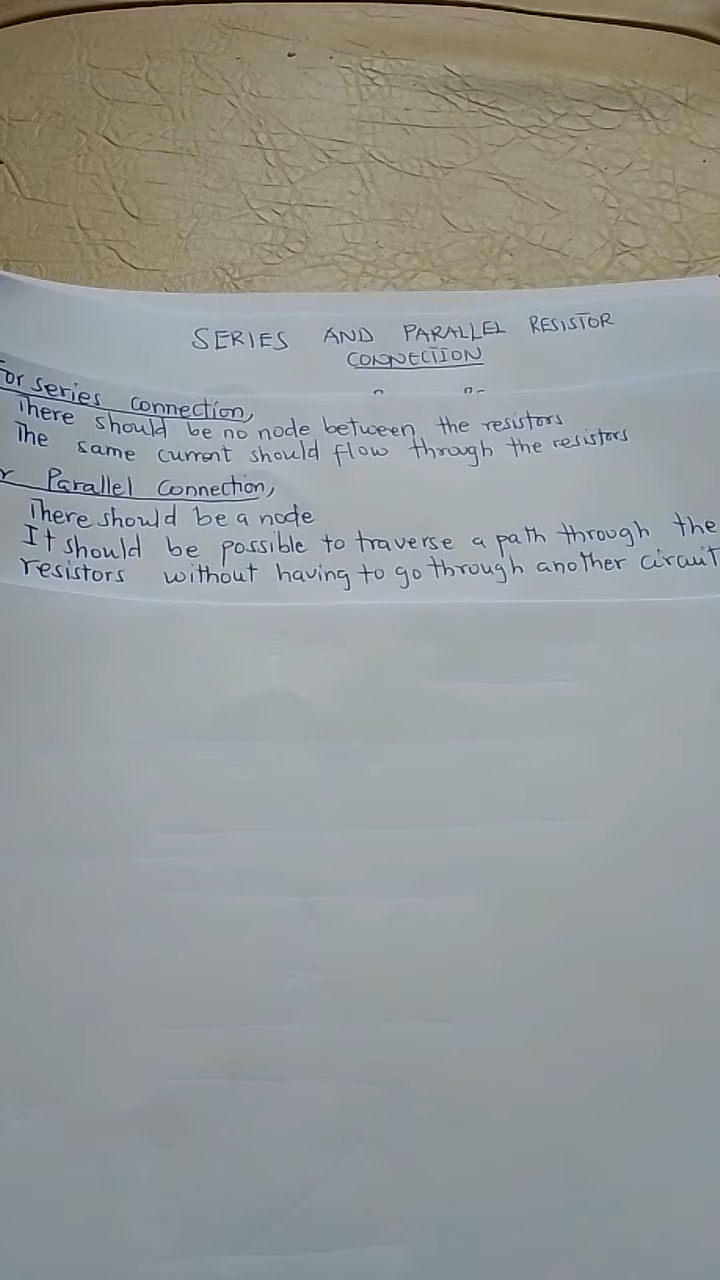 SERIES AND PARALLEL RESISTOR
CONNECTION
For series connection,
There should be no node between the resistors
The same current should flow through the resistors
Parallel Connection,
There should be a node
It should be possible to traverse a path through the
resistors without having to go through another circuit